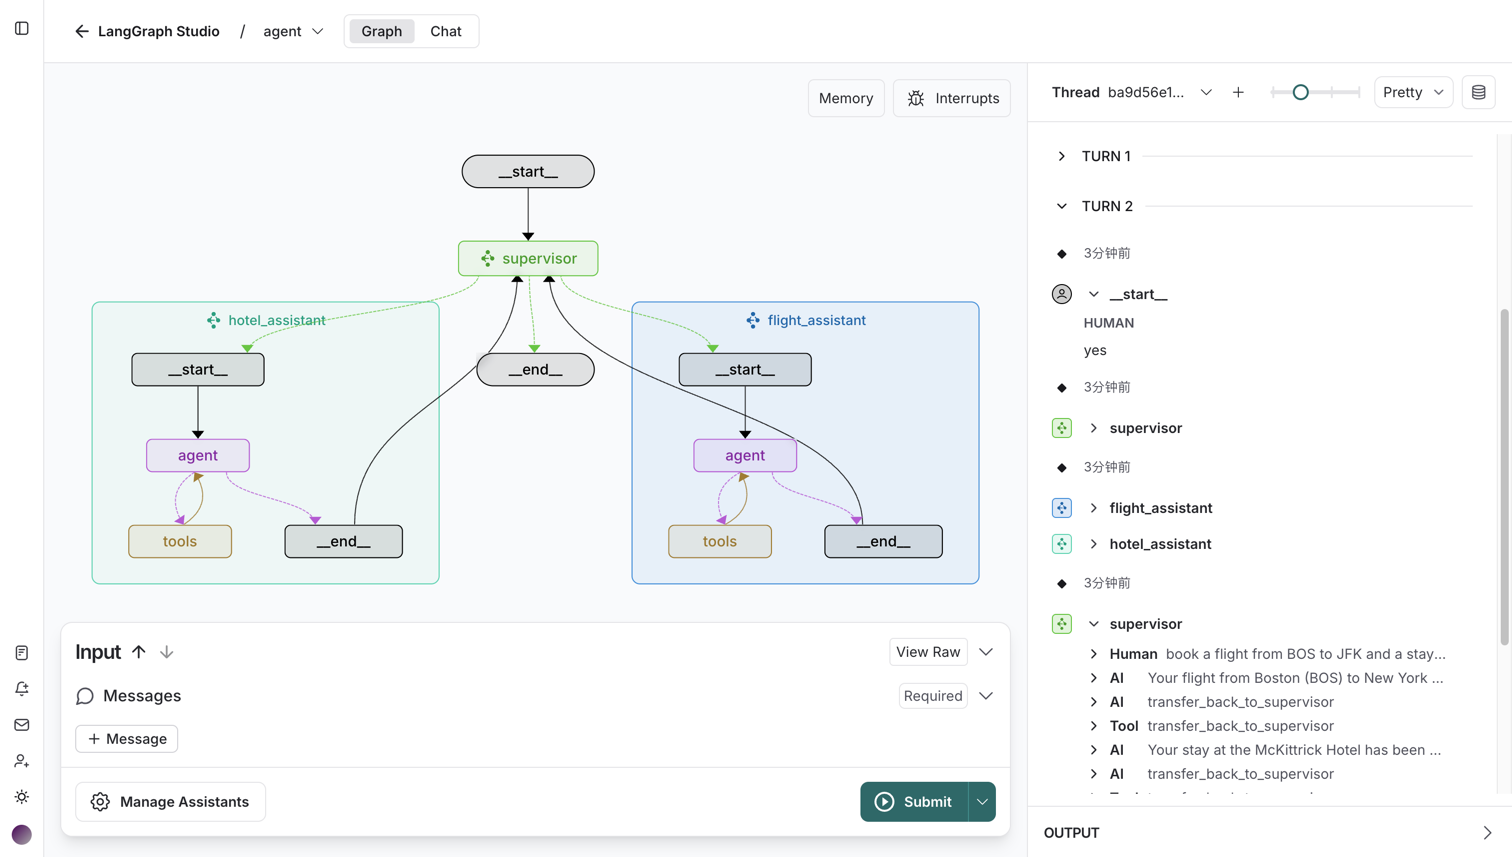 LangGraph Studio / agent
Graph
Chat
Memory
Interrupts
__start__
supervisor
hotel_assistant
flight_assistant
__start__
__end__
__start__
agent
agent
tools
__end__
tools
__end__
Input
View Raw
Messages
Required
+ Message
Manage Assistants
Submit
Thread ba9d56e1...
Pretty
TURN 1
TURN 2
3分钟前
__start__
HUMAN
yes
3分钟前
supervisor
3分钟前
flight_assistant
hotel_assistant
3分钟前
supervisor
Human book a flight from BOS to JFK and a stay...
AI Your flight from Boston (BOS) to New York ...
AI transfer_back_to_supervisor
Tool transfer_back_to_supervisor
AI Your stay at the McKittrick Hotel has been ...
AI transfer_back_to_supervisor
OUTPUT